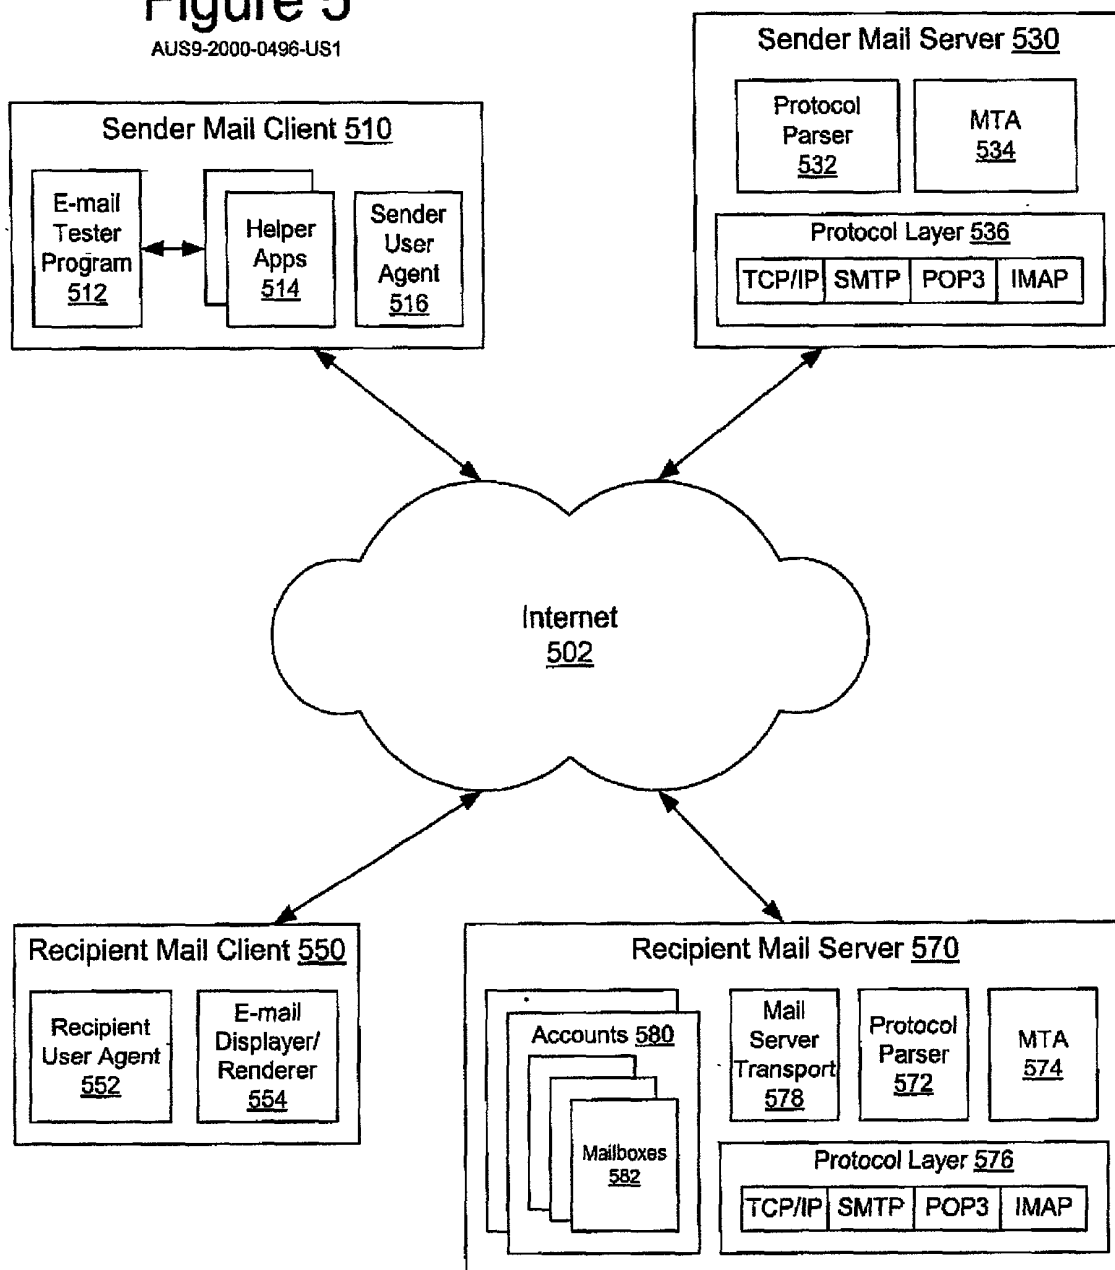 Figure 5
AUS9-2000-0496-US1
Sender Mail Client 510
E-mail
Tester
Program
512
Helper
Apps
514
Sender
User
Agent
516
Sender Mail Server 530
Protocol
Parser
532
MTA
534
Protocol Layer 536
TCP/IP SMTP POP3 IMAP
Internet
502
Recipient Mail Client 550
Recipient
User Agent
552
E-mail
Displayer/
Renderer
554
Recipient Mail Server 570
Accounts 580
Mailboxes
582
Mail
Server
Transport
578
Protocol
Parser
572
MTA
574
Protocol Layer 576
TCP/IP SMTP POP3 IMAP